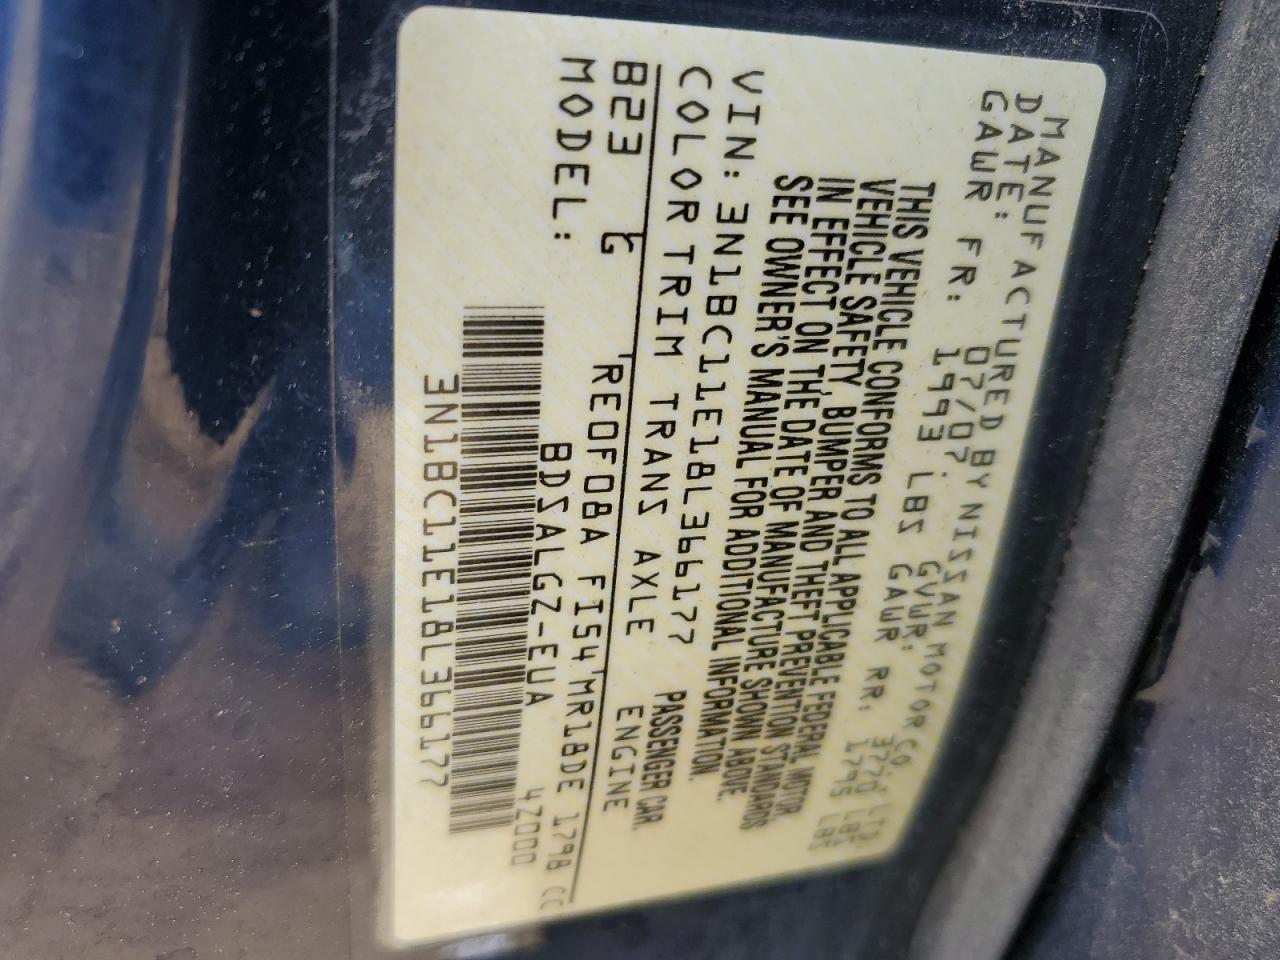 MANUFACTURED BY NISSAN MOTOR CO., LTD.
DATE: 07/07. GVWR: 3770 LBS
GAWR FR: 1993 LBS GAWR RR: 1795 LBS
THIS VEHICLE CONFORMS TO ALL APPLICABLE FEDERAL MOTOR
VEHICLE SAFETY, BUMPER AND THEFT PREVENTION STANDARDS
IN EFFECT ON THE DATE OF MANUFACTURE SHOWN ABOVE.
SEE OWNER'S MANUAL FOR ADDITIONAL INFORMATION.
VIN: 3N1BC11E18L366177 PASSENGER CAR.
COLOR TRIM TRANS AXLE ENGINE
B23 G RE0F08A FI54 MR18DE 1798 CC
MODEL: BDSALGZ-EUA 4Z000
3N1BC11E18L366177